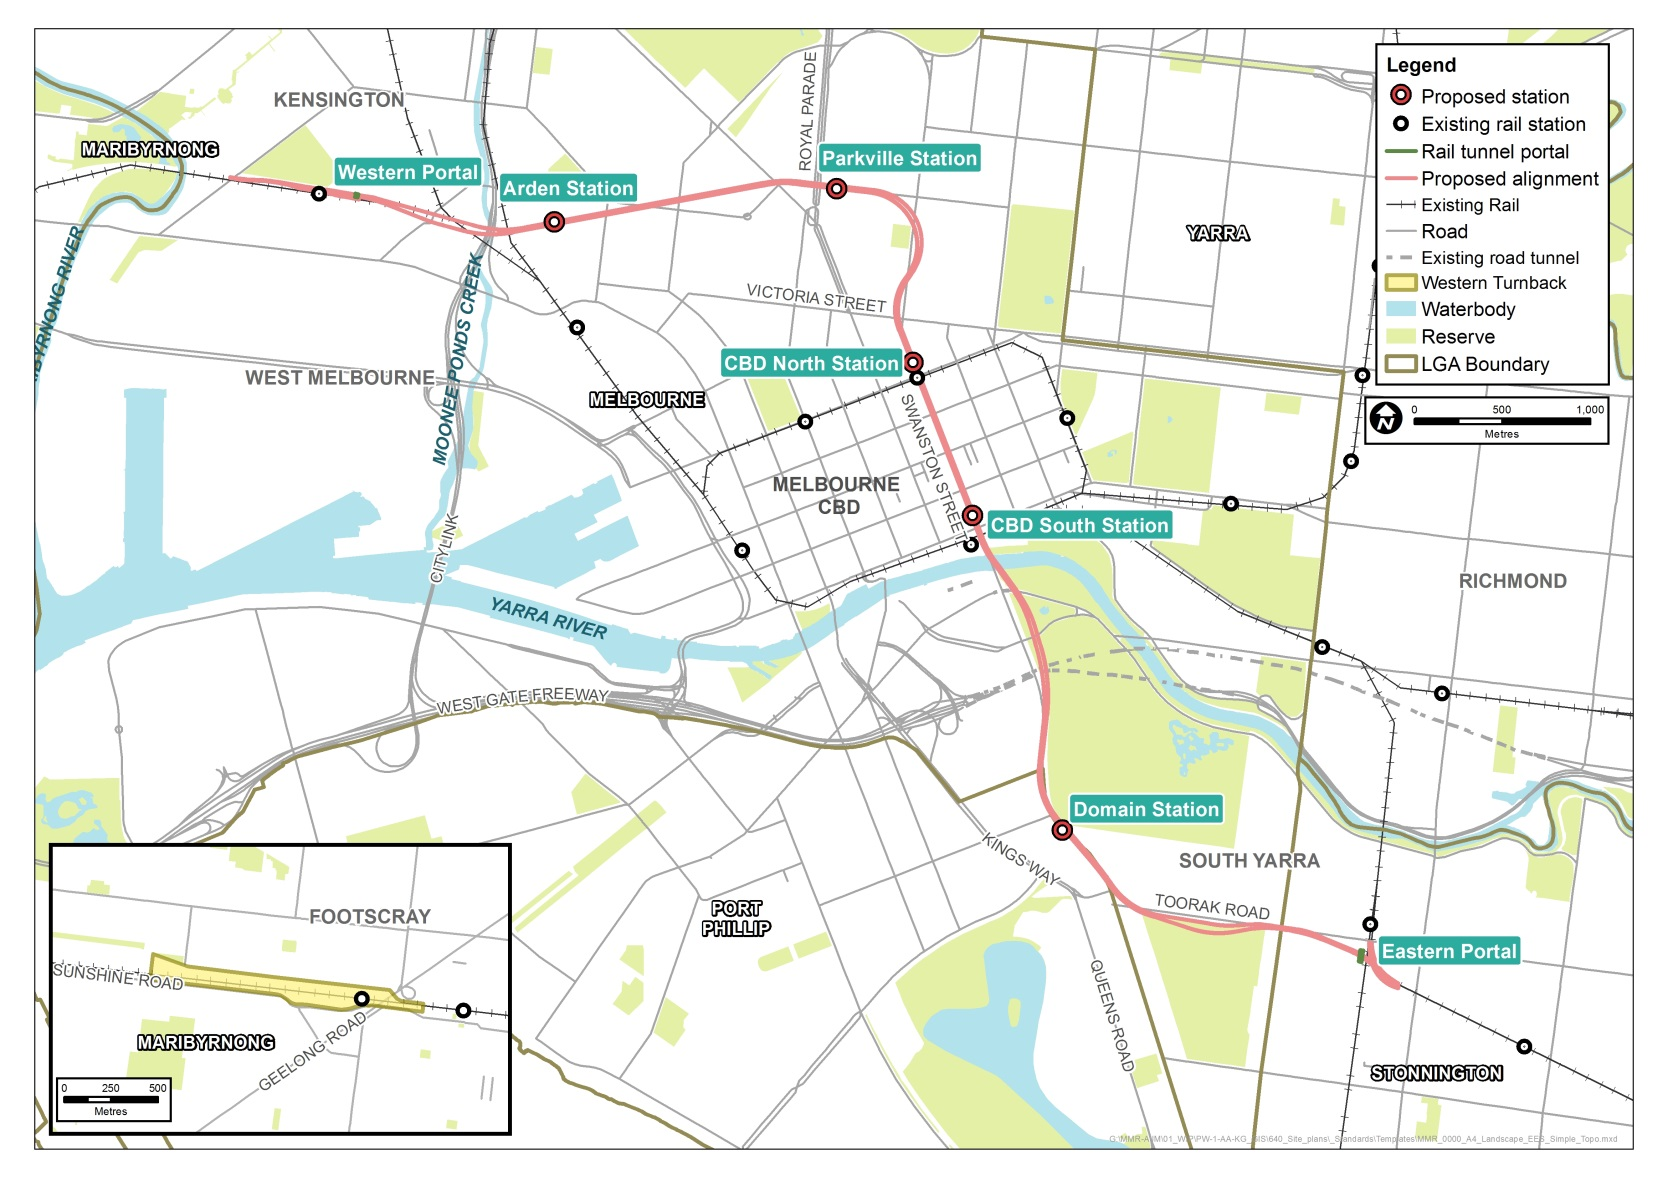 KENSINGTON
MARIBYRNONG
Western Portal
Arden Station
ROYAL PARADE
Parkville Station
YARRA
Legend
Proposed station
Existing rail station
Rail tunnel portal
Proposed alignment
Existing Rail
Road
Existing road tunnel
Western Turnback
Waterbody
Reserve
LGA Boundary
0 500 1,000
Metres
N
BYRNONG RIVER
MOONEE PONDS CREEK
VICTORIA STREET
CBD North Station
WEST MELBOURNE
MELBOURNE
SWANSTON STREET
MELBOURNE
CBD
CBD South Station
CITYLINK
YARRA RIVER
RICHMOND
WEST GATE FREEWAY
Domain Station
KINGS WAY
SOUTH YARRA
TOORAK ROAD
PORT
PHILLIP
Eastern Portal
QUEENS ROAD
STONNINGTON
FOOTSCRAY
SUNSHINE ROAD
MARIBYRNONG
GEELONG ROAD
0 250 500
Metres